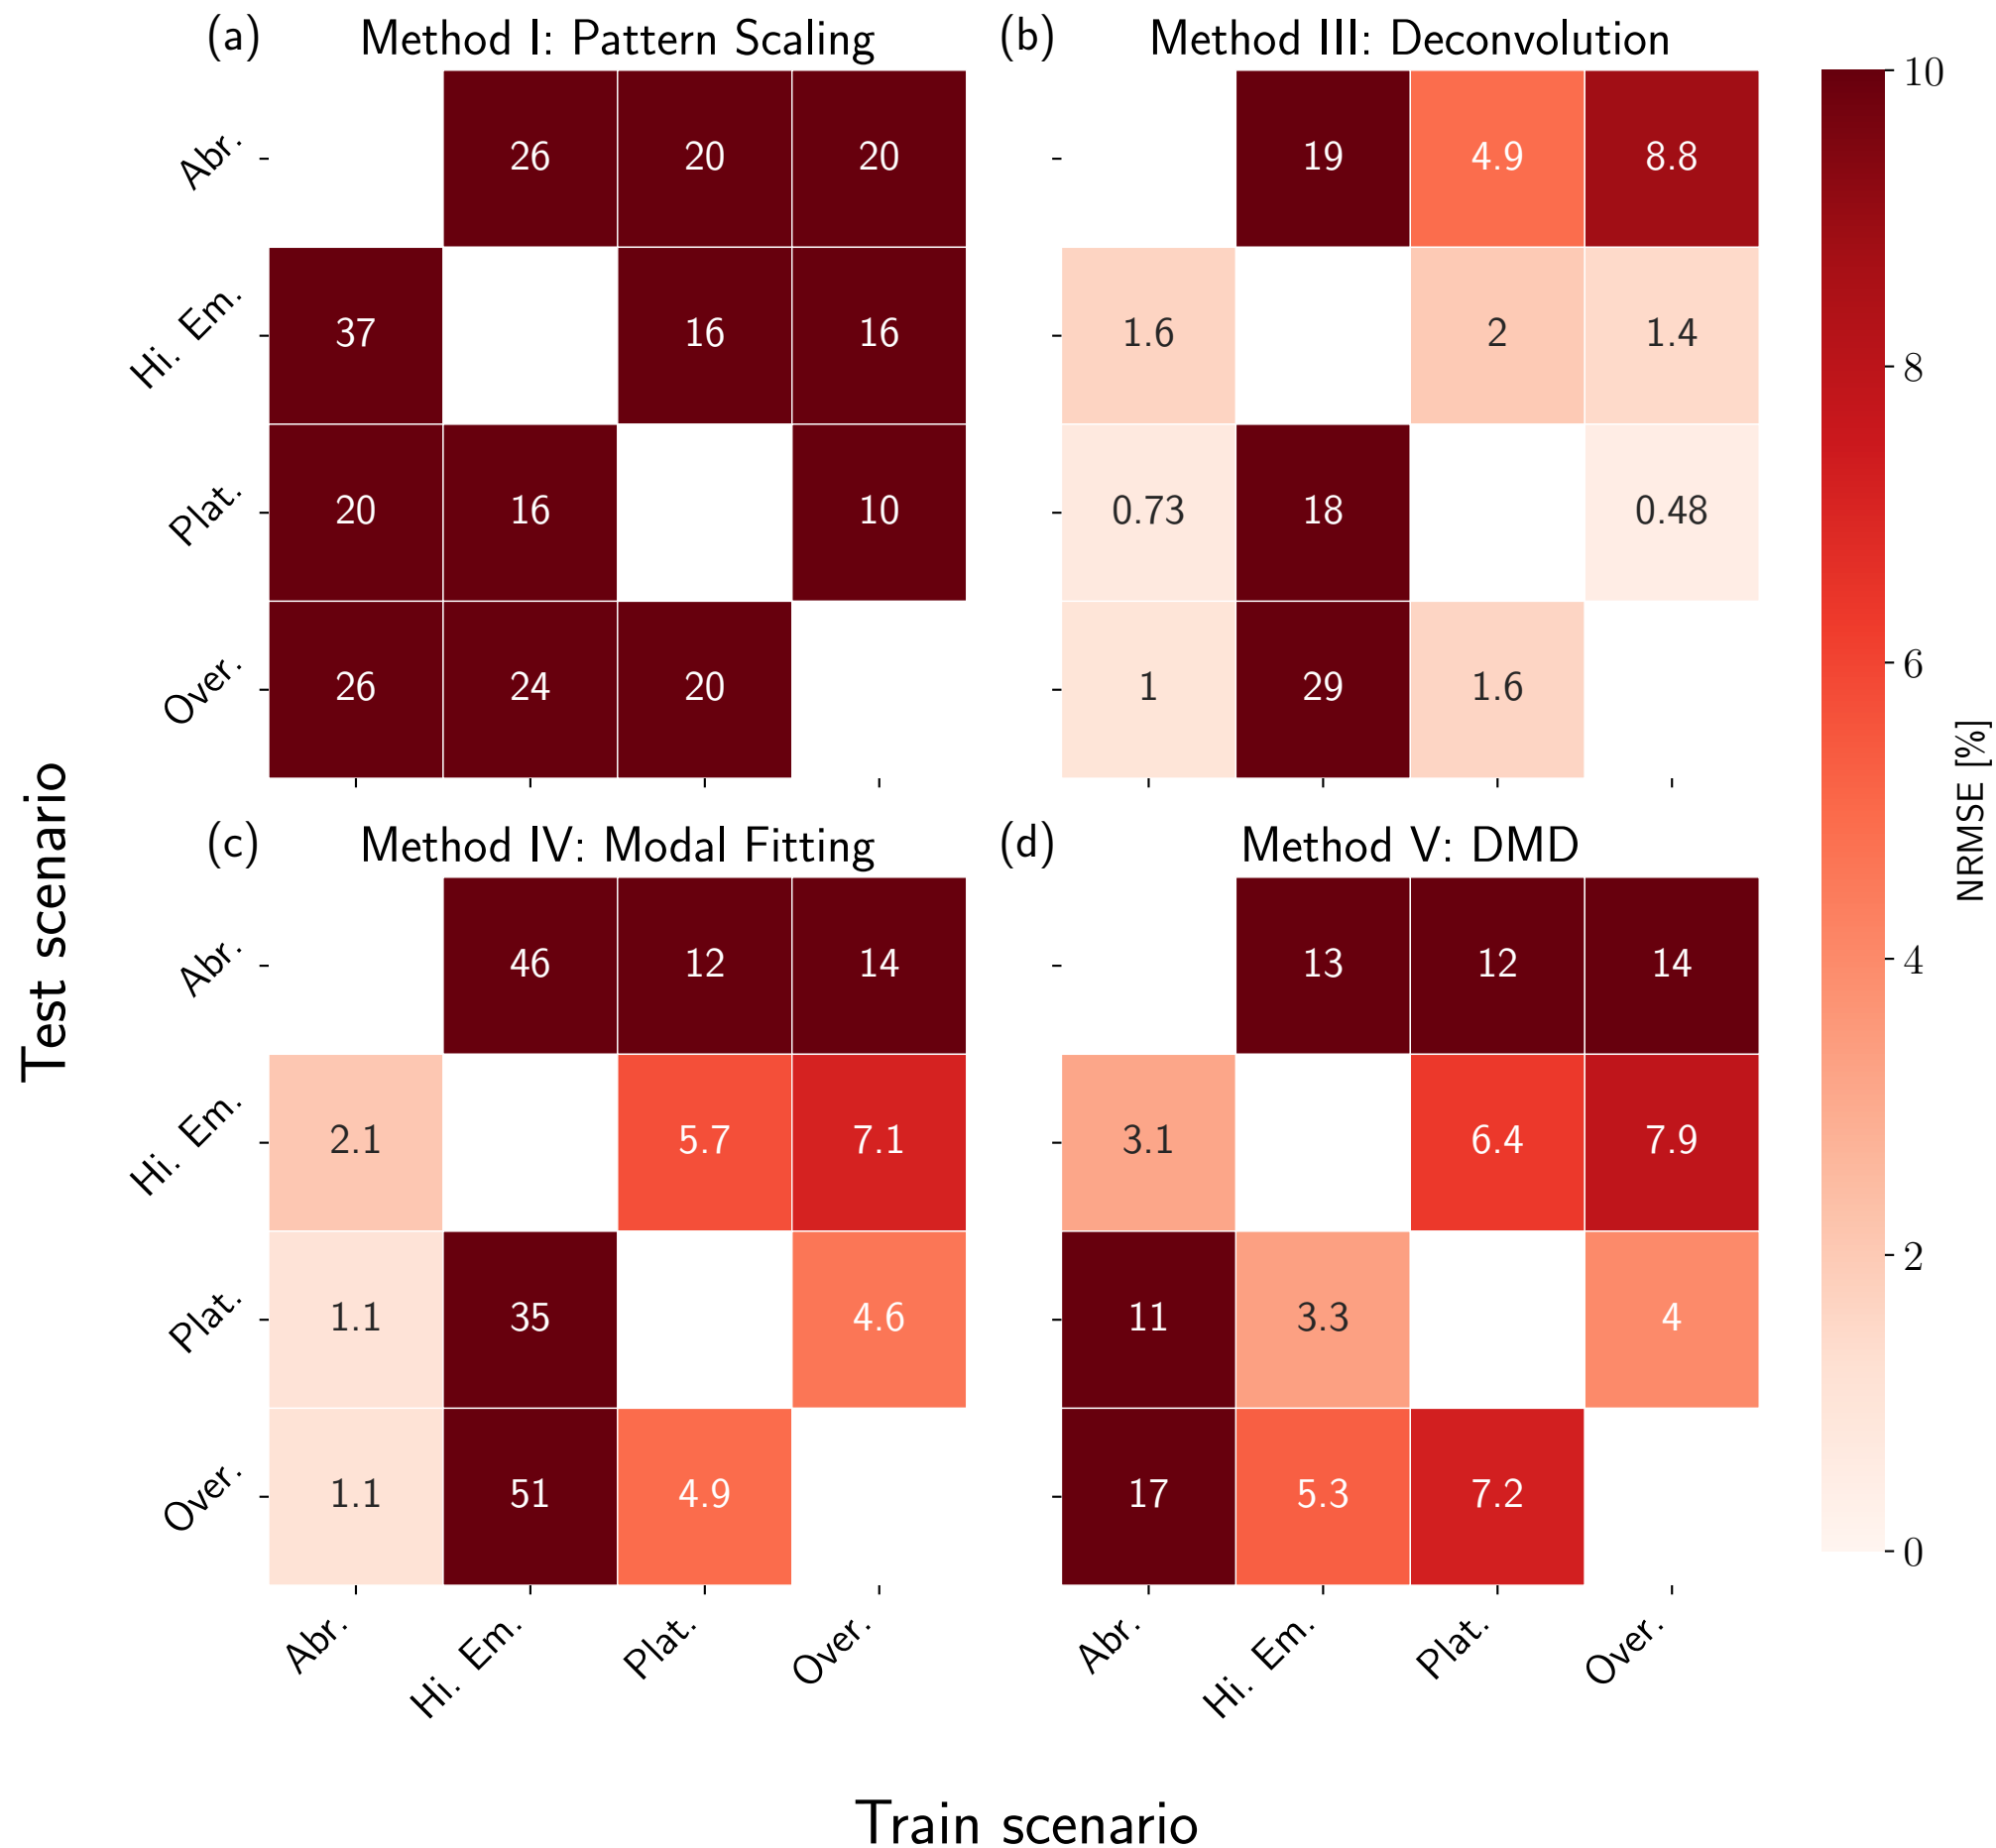 (a) Method I: Pattern Scaling
(b) Method III: Deconvolution
Abr. 26 20 20
19 4.9 8.8
Hi. Em. 37 16 16
1.6 2 1.4
Plat. 20 16 10
0.73 18 0.48
Over. 26 24 20
1 29 1.6
(c) Method IV: Modal Fitting
(d) Method V: DMD
Abr. 46 12 14
13 12 14
Hi. Em. 2.1 5.7 7.1
3.1 6.4 7.9
Plat. 1.1 35 4.6
11 3.3 4
Over. 1.1 51 4.9
17 5.3 7.2
Abr. Hi. Em. Plat. Over.
Abr. Hi. Em. Plat. Over.
Test scenario
Train scenario
10
8
6
4
2
0
NRMSE [%]